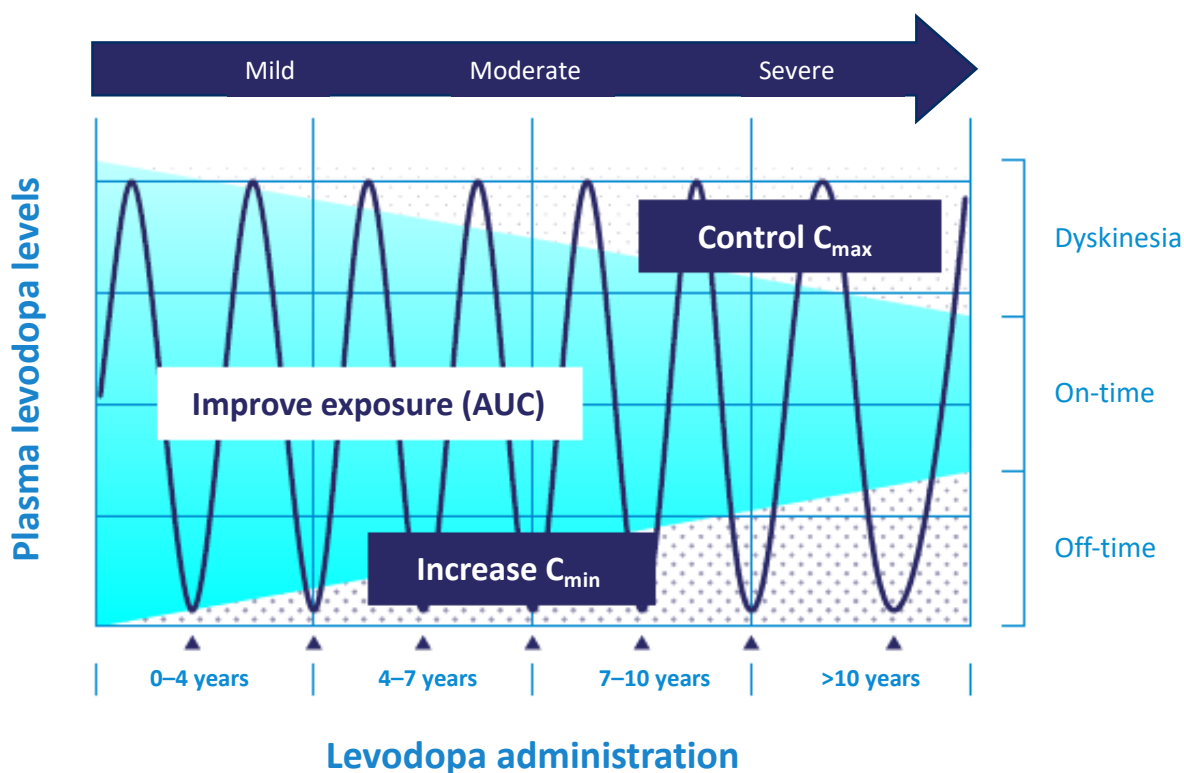 Mild
Moderate
Severe
Plasma levodopa levels
Control Cmax
Improve exposure (AUC)
Increase Cmin
Dyskinesia
On-time
Off-time
0–4 years
4–7 years
7–10 years
>10 years
Levodopa administration